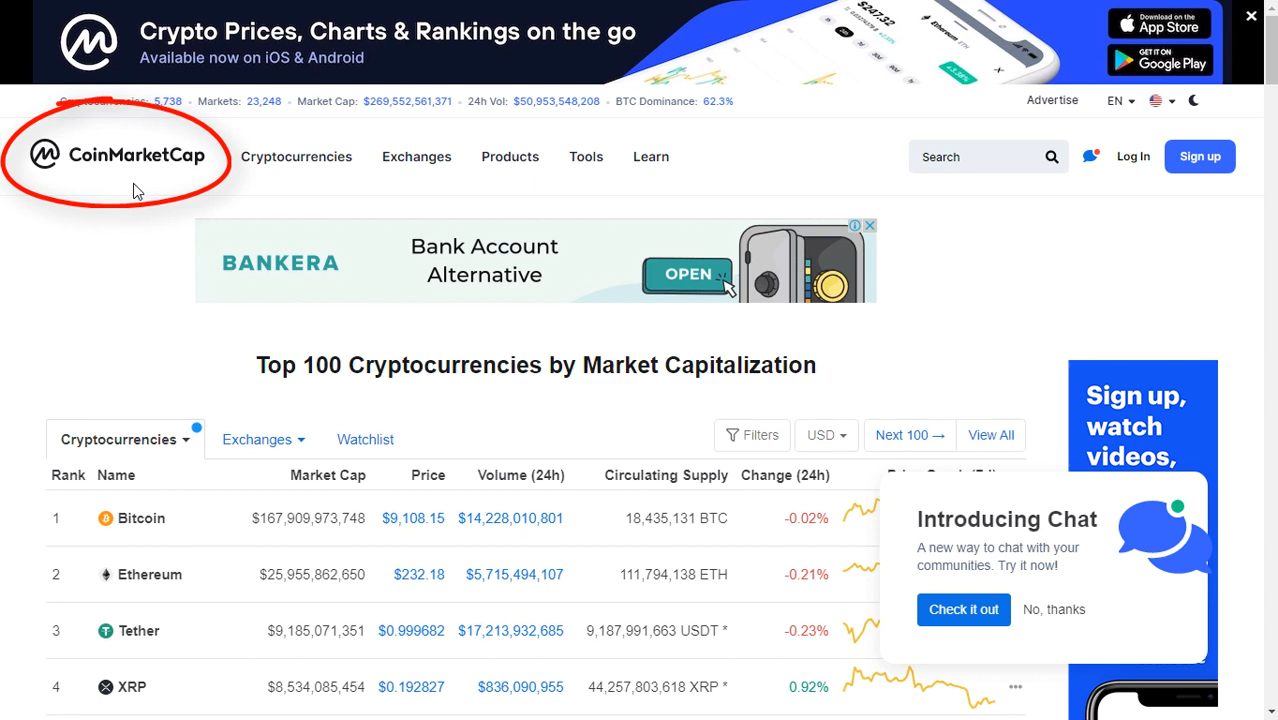 Crypto Prices, Charts & Rankings on the go
Available now on iOS & Android
$247.32
Download on the
App Store
GET IT ON
Google Play
Cryptocurrencies: 5,738 • Markets: 23,248 • Market Cap: $269,552,561,371 • 24h Vol: $50,953,548,208 • BTC Dominance: 62.3%
Advertise EN
CoinMarketCap Cryptocurrencies Exchanges Products Tools Learn Search Log In Sign up
BANKERA
Bank Account
Alternative
OPEN
Top 100 Cryptocurrencies by Market Capitalization
Cryptocurrencies Exchanges Watchlist Filters USD Next 100 → View All
Rank Name Market Cap Price Volume (24h) Circulating Supply Change (24h)
1 Bitcoin $167,909,973,748 $9,108.15 $14,228,010,801 18,435,131 BTC -0.02%
2 Ethereum $25,955,862,650 $232.18 $5,715,494,107 111,794,138 ETH -0.21%
3 Tether $9,185,071,351 $0.999682 $17,213,932,685 9,187,991,663 USDT * -0.23%
4 XRP $8,534,085,454 $0.192827 $836,090,955 44,257,803,618 XRP * 0.92%
Sign up,
watch
videos,
Introducing Chat
A new way to chat with your
communities. Try it now!
Check it out No, thanks